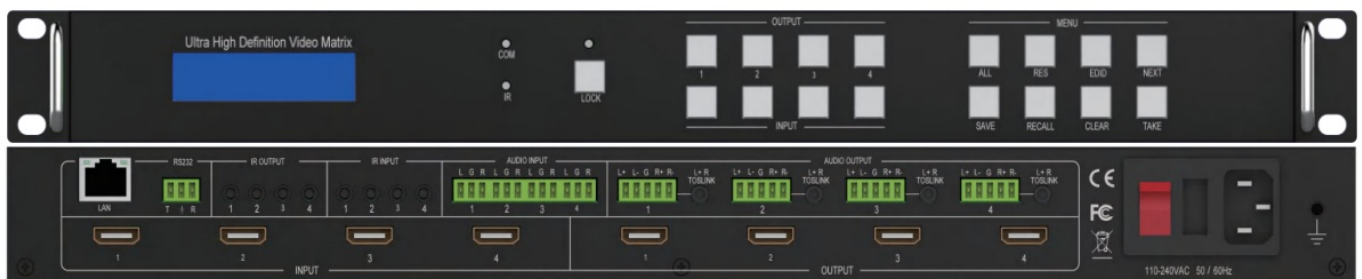 OUTPUT MENU
Ultra High Definition Video Matrix
COM
1 2 3 4 ALL RES EDID NEXT
IR LOCK
INPUT SAVE RECALL CLEAR TAKE
RS232 IR OUTPUT IR INPUT AUDIO INPUT AUDIO OUTPUT
L G R L G R L G R L G R L+ L- G R+ R- L+R L+ L- G R+ R- L+R L+ L- G R+ R- L+R L+ L- G R+ R- L+R
TOSLINK TOSLINK TOSLINK TOSLINK
CE
FC
LAN T R 1 2 3 4 1 2 3 4 1 2 3 4 1 2 3 4
1 2 3 4 1 2 3 4
INPUT OUTPUT
110-240VAC 50 / 60Hz